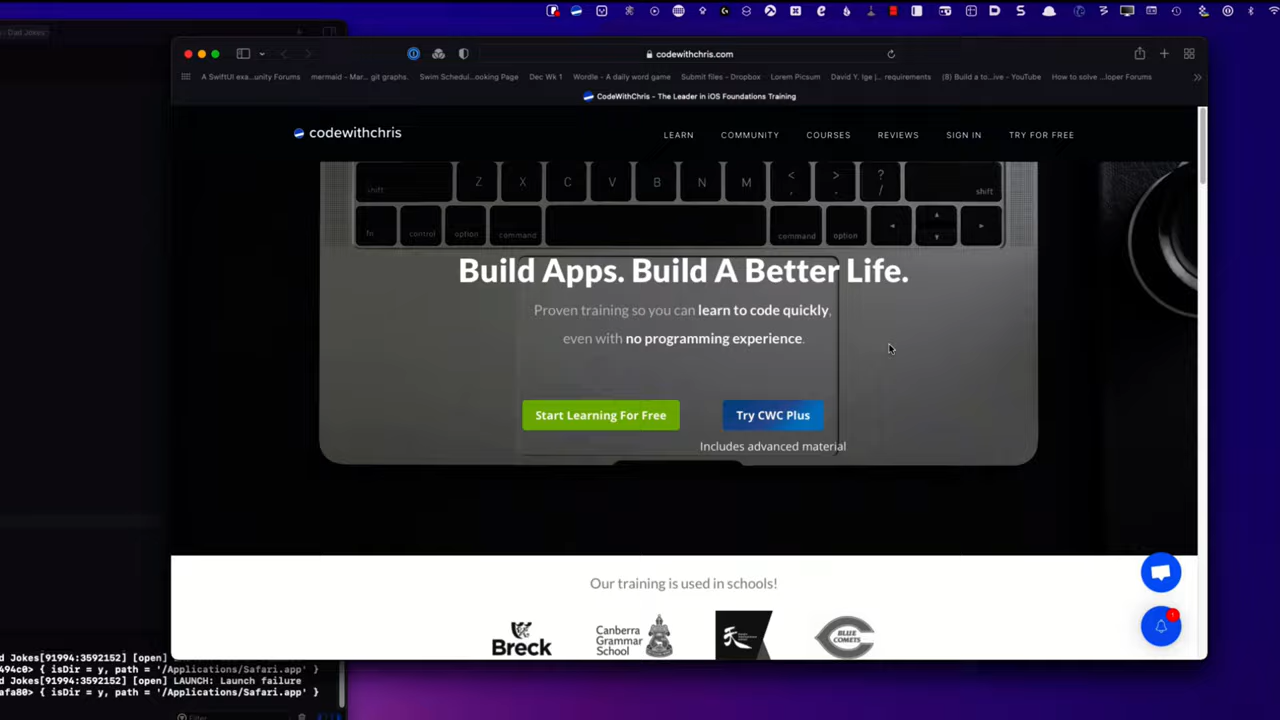 Dad Jokes
codewithchris.com
A SwiftUI exa...unity Forums
mermaid - Mar... git graphs.
Swim Schedul...ooking Page
Dec Wk 1
Wordle - A daily word game
Submit files - Dropbox
Lorem Picsum
David Y. Ige |... requirements
(8) Build a to...ive - YouTube
How to solve ...loper Forums
CodeWithChris - The Leader in iOS Foundations Training
codewithchris
LEARN
COMMUNITY
COURSES
REVIEWS
SIGN IN
TRY FOR FREE
shift
Z
X
C
V
B
N
M
<
,
>
.
?
/
shift
fn
control
option
command
command
option
Build Apps. Build A Better Life.
Proven training so you can learn to code quickly,
even with no programming experience.
Start Learning For Free
Try CWC Plus
Includes advanced material
Our training is used in schools!
Breck
Canberra
Grammar
School
BLUE
COMETS
1
d Jokes[91994:3592152] [open]
494c0> { isDir = y, path = '/Applications/Safari.app' }
d Jokes[91994:3592152] [open] LAUNCH: Launch failure
afa80> { isDir = y, path = '/Applications/Safari.app' }
Filter